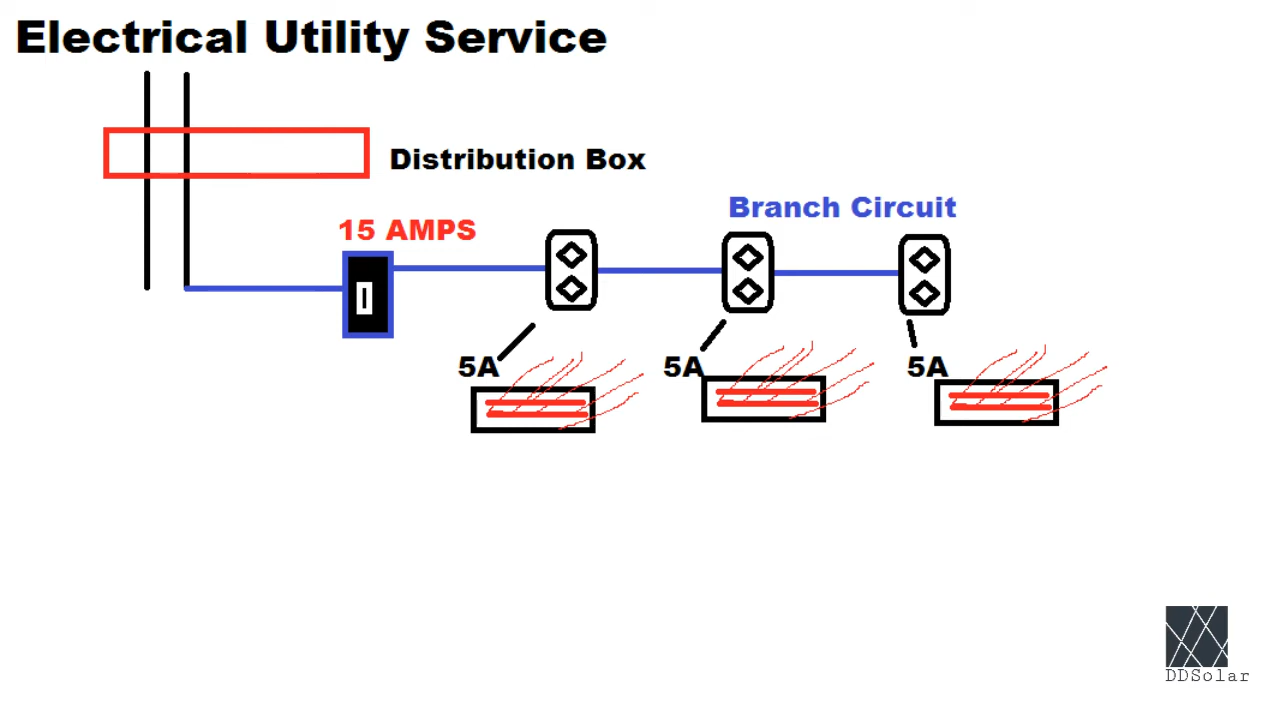 Electrical Utility Service
Distribution Box
Branch Circuit
15 AMPS
5A
5A
5A
DDSolar